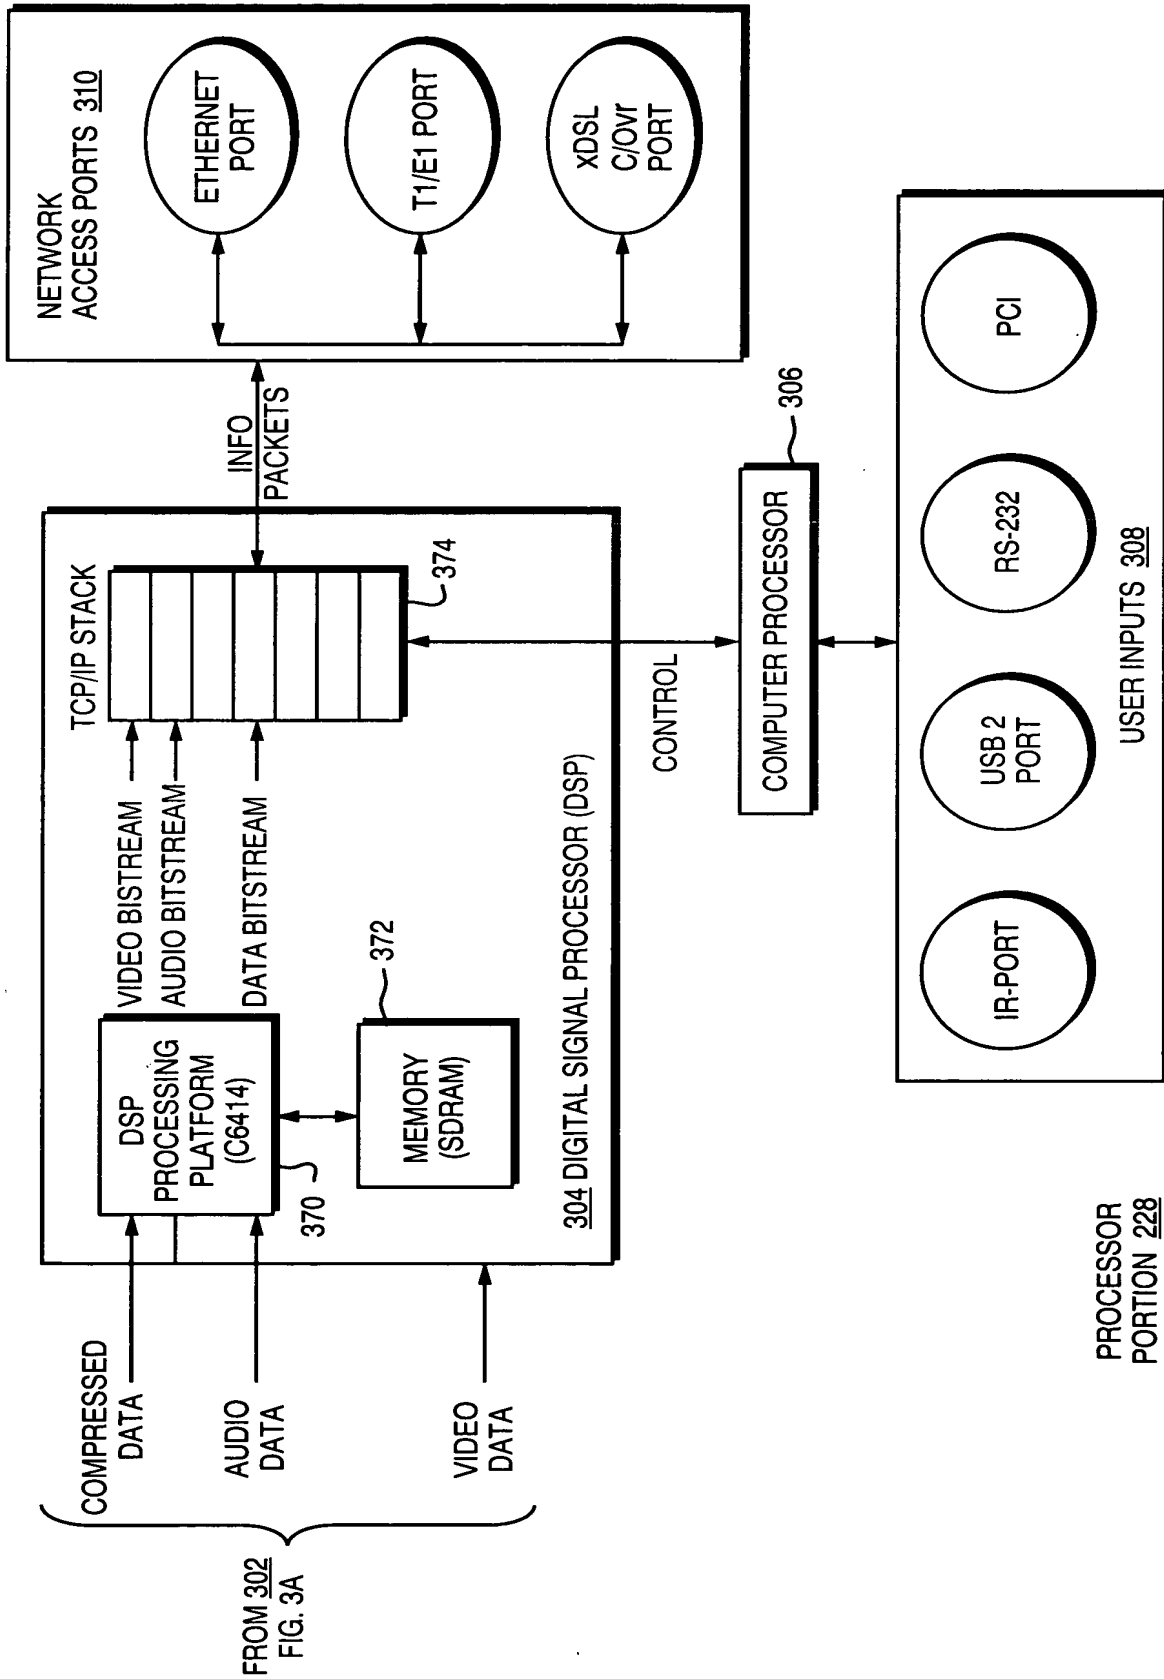 FROM 302
FIG. 3A
COMPRESSED
DATA
AUDIO
DATA
VIDEO
DATA
DSP
PROCESSING
PLATFORM
(C6414)
370
MEMORY
(SDRAM)
372
VIDEO BISTREAM
AUDIO BITSTREAM
DATA BITSTREAM
TCP/IP STACK
374
304 DIGITAL SIGNAL PROCESSOR (DSP)
INFO
PACKETS
NETWORK
ACCESS PORTS 310
ETHERNET
PORT
T1/E1 PORT
xDSL
C/Ovr
PORT
CONTROL
COMPUTER PROCESSOR
306
IR-PORT
USB 2
PORT
RS-232
PCI
USER INPUTS 308
PROCESSOR
PORTION 228